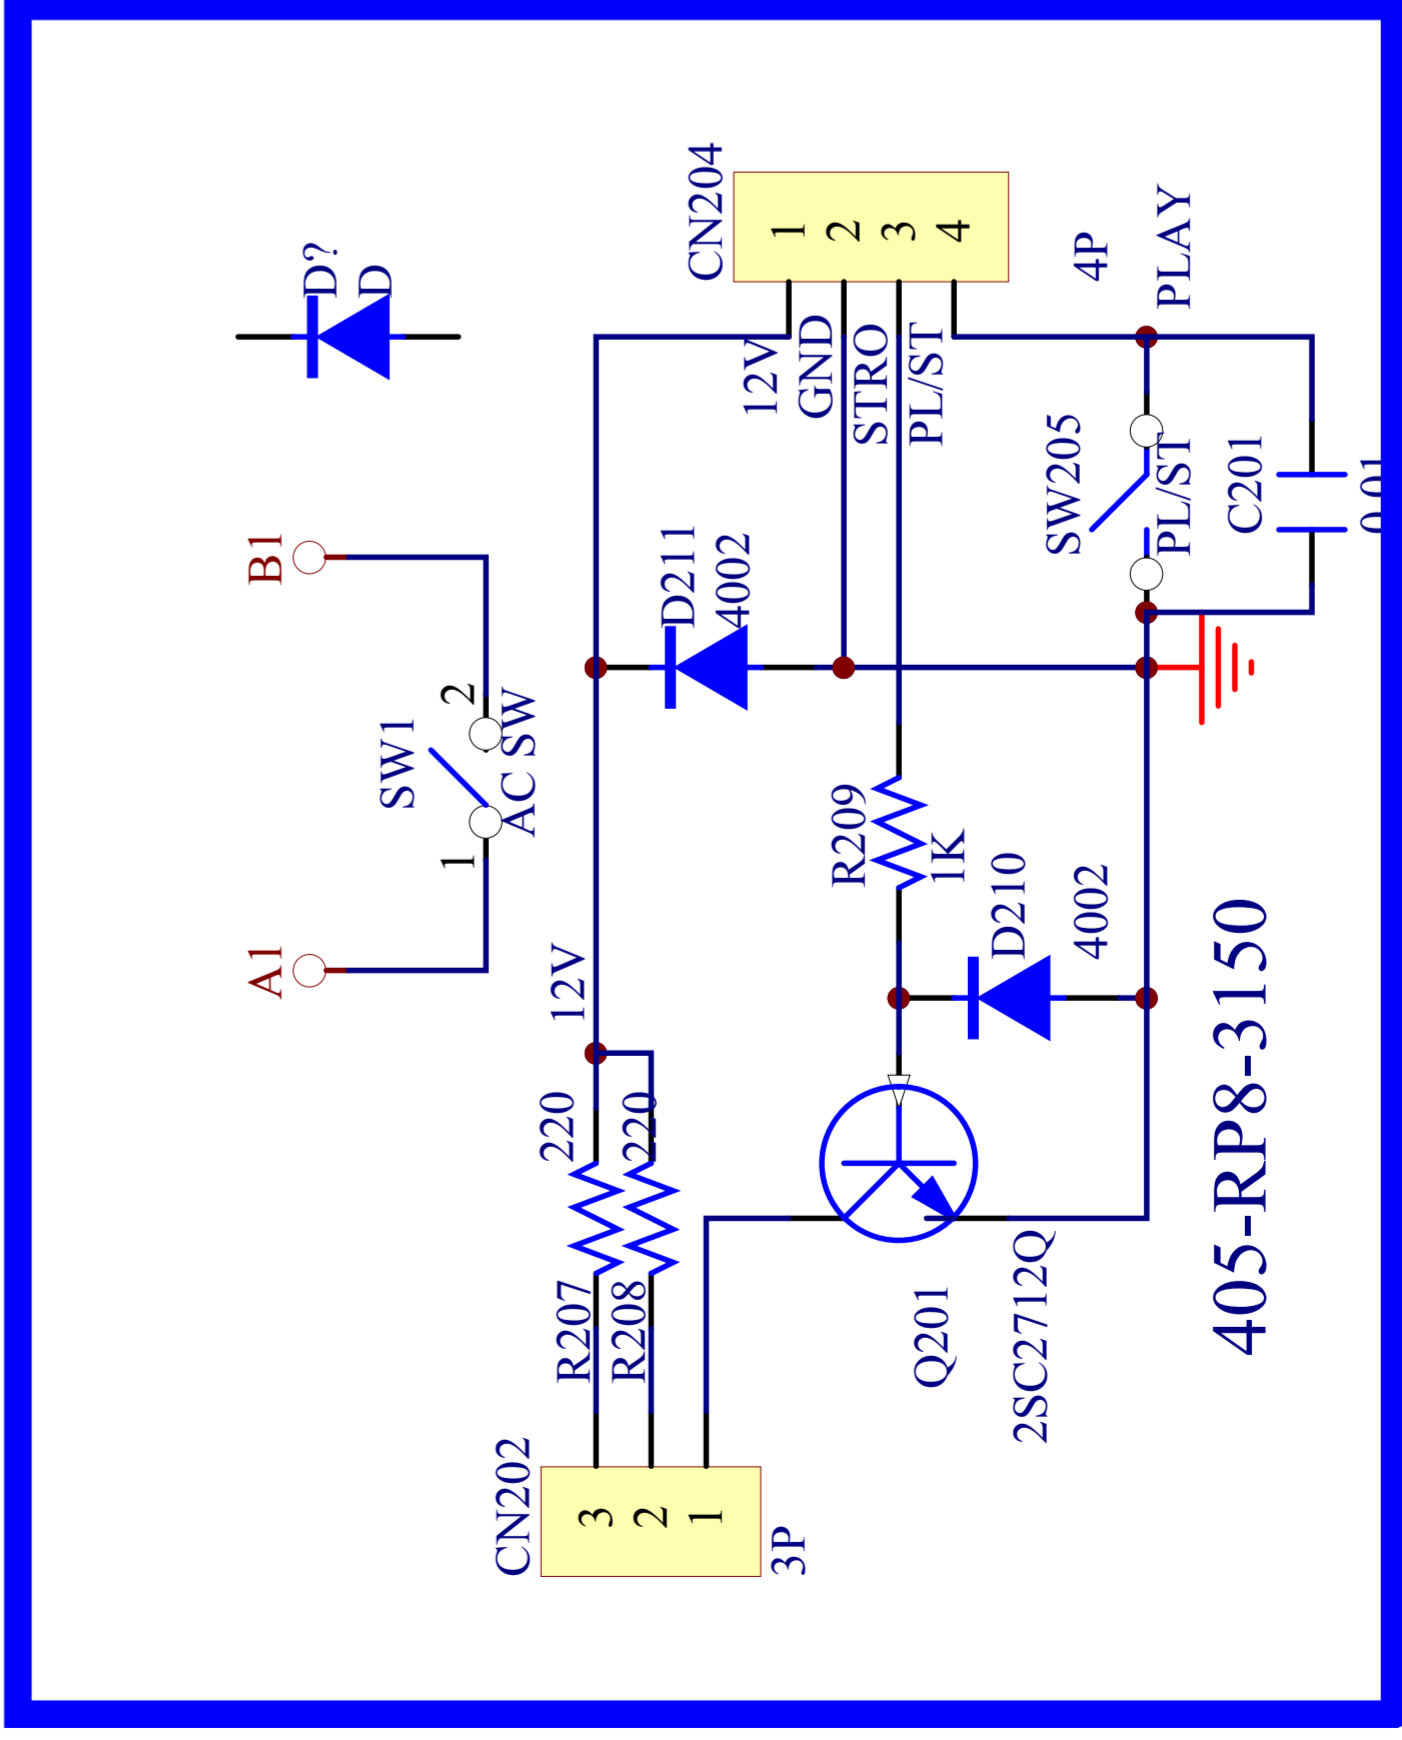 A1
B1
D?
D
1
SW1
2
AC SW
CN202
3
2
1
3P
R207
220
R208
220
12V
D211
4002
12V
GND
STRO
PL/ST
CN204
1
2
3
4
4P
R209
1K
Q201
2SC2712Q
D210
4002
SW205
PL/ST
PLAY
C201
405-RP8-3150